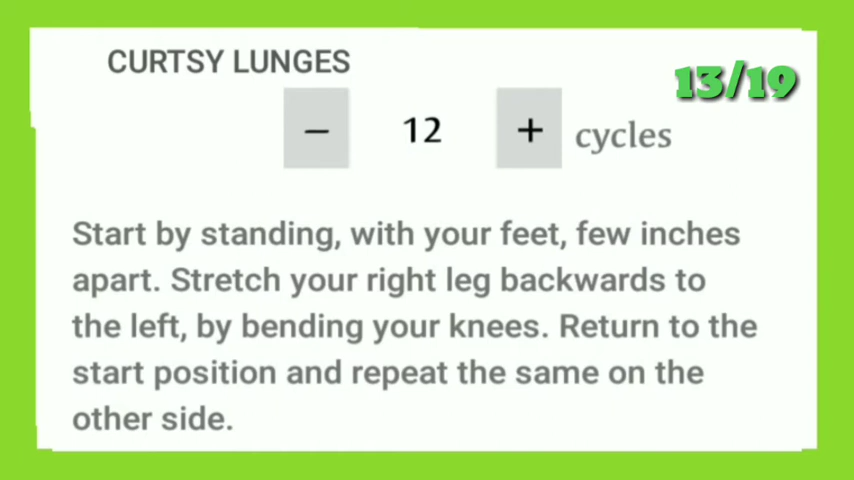 CURTSY LUNGES
13/19
− 12 + cycles
Start by standing, with your feet, few inches
apart. Stretch your right leg backwards to
the left, by bending your knees. Return to the
start position and repeat the same on the
other side.